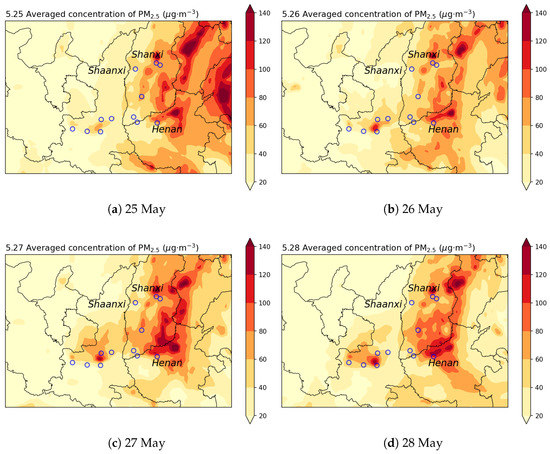 5.25 Averaged concentration of PM2.5 (μg·m−3)
Shanxi
Shaanxi
Henan
140
120
100
80
60
40
20
(a) 25 May
5.26 Averaged concentration of PM2.5 (μg·m−3)
Shanxi
Shaanxi
Henan
140
120
100
80
60
40
20
(b) 26 May
5.27 Averaged concentration of PM2.5 (μg·m−3)
Shanxi
Shaanxi
Henan
140
120
100
80
60
40
20
(c) 27 May
5.28 Averaged concentration of PM2.5 (μg·m−3)
Shanxi
Shaanxi
Henan
140
120
100
80
60
40
20
(d) 28 May